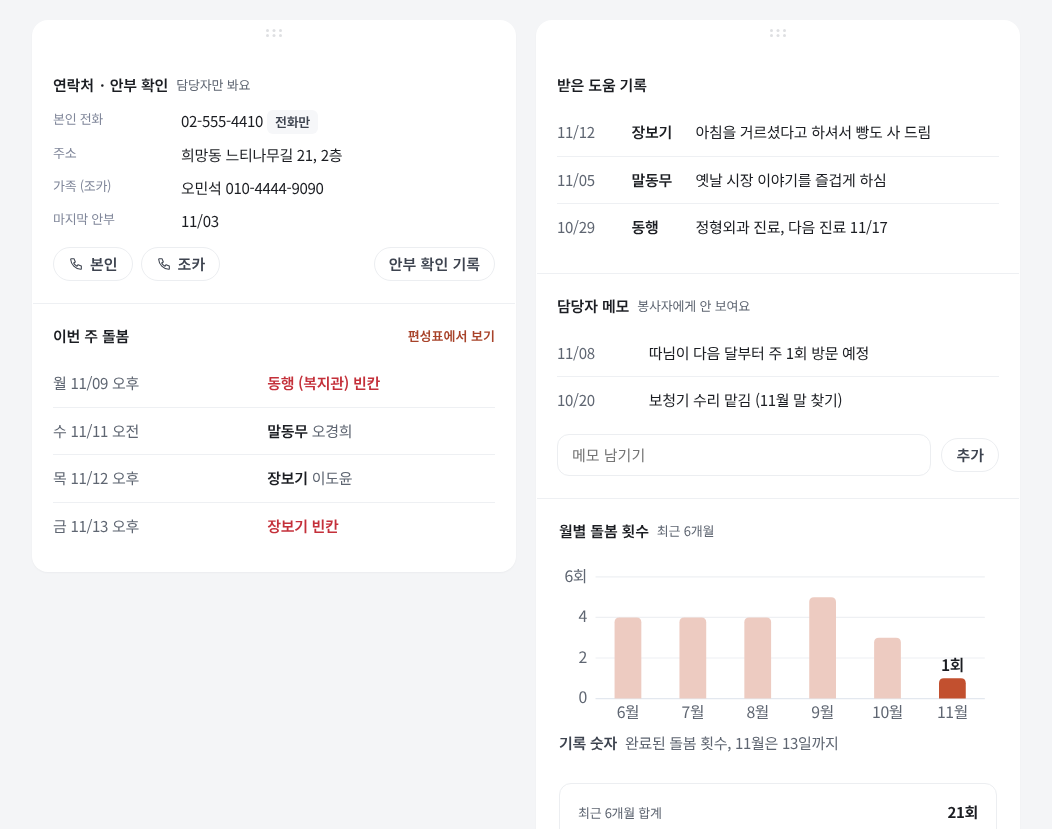 연락처 · 안부 확인 담당자만 봐요
본인 전화 02-555-4410 전화만
주소 희망동 느티나무길 21, 2층
가족 (조카) 오민석 010-4444-9090
마지막 안부 11/03
본인 조카 안부 확인 기록
이번 주 돌봄 편성표에서 보기
월 11/09 오후 동행 (복지관) 빈칸
수 11/11 오전 말동무 오경희
목 11/12 오후 장보기 이도윤
금 11/13 오후 장보기 빈칸
받은 도움 기록
11/12 장보기 아침을 거르셨다고 하셔서 빵도 사 드림
11/05 말동무 옛날 시장 이야기를 즐겁게 하심
10/29 동행 정형외과 진료, 다음 진료 11/17
담당자 메모 봉사자에게 안 보여요
11/08 따님이 다음 달부터 주 1회 방문 예정
10/20 보청기 수리 맡김 (11월 말 찾기)
메모 남기기 추가
월별 돌봄 횟수 최근 6개월
6회
4
2
0
1회
6월 7월 8월 9월 10월 11월
기록 숫자 완료된 돌봄 횟수, 11월은 13일까지
최근 6개월 합계 21회